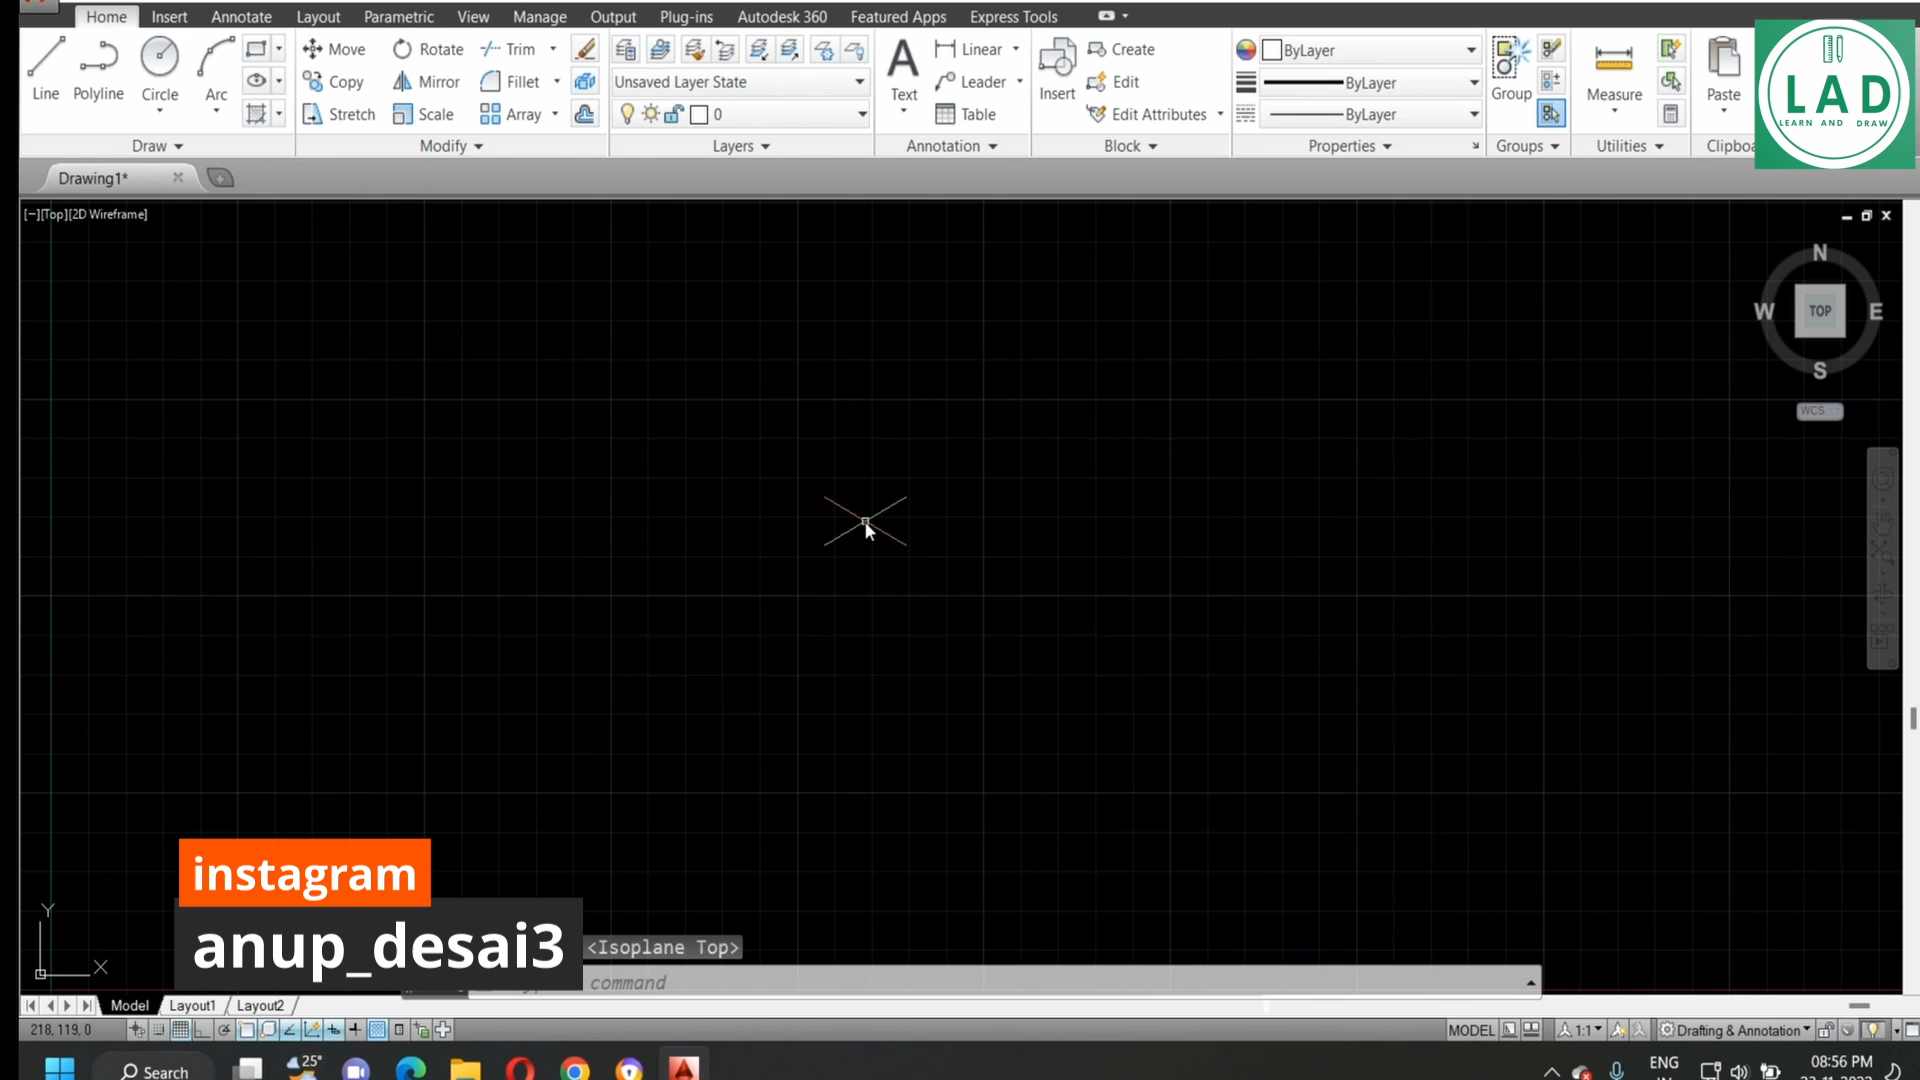 Home Insert Annotate Layout Parametric View Manage Output Plug-ins Autodesk 360 Featured Apps Express Tools
Line Polyline Circle Arc
Move Rotate Trim
Copy Mirror Fillet
Stretch Scale Array
Unsaved Layer State
0
Text
Linear
Leader
Table
Insert
Create
Edit
Edit Attributes
ByLayer
ByLayer
ByLayer
Group
Measure
Paste
LAD
LEARN AND DRAW
Draw Modify Layers Annotation Block Properties Groups Utilities Clipboa
Drawing1*
[−][Top][2D Wireframe]
N
W TOP E
S
WCS
instagram
anup_desai3
Y
X
<Isoplane Top>
command
Model Layout1 Layout2
218, 119, 0
MODEL 1:1 Drafting & Annotation
Search
25°
ENG
08:56 PM